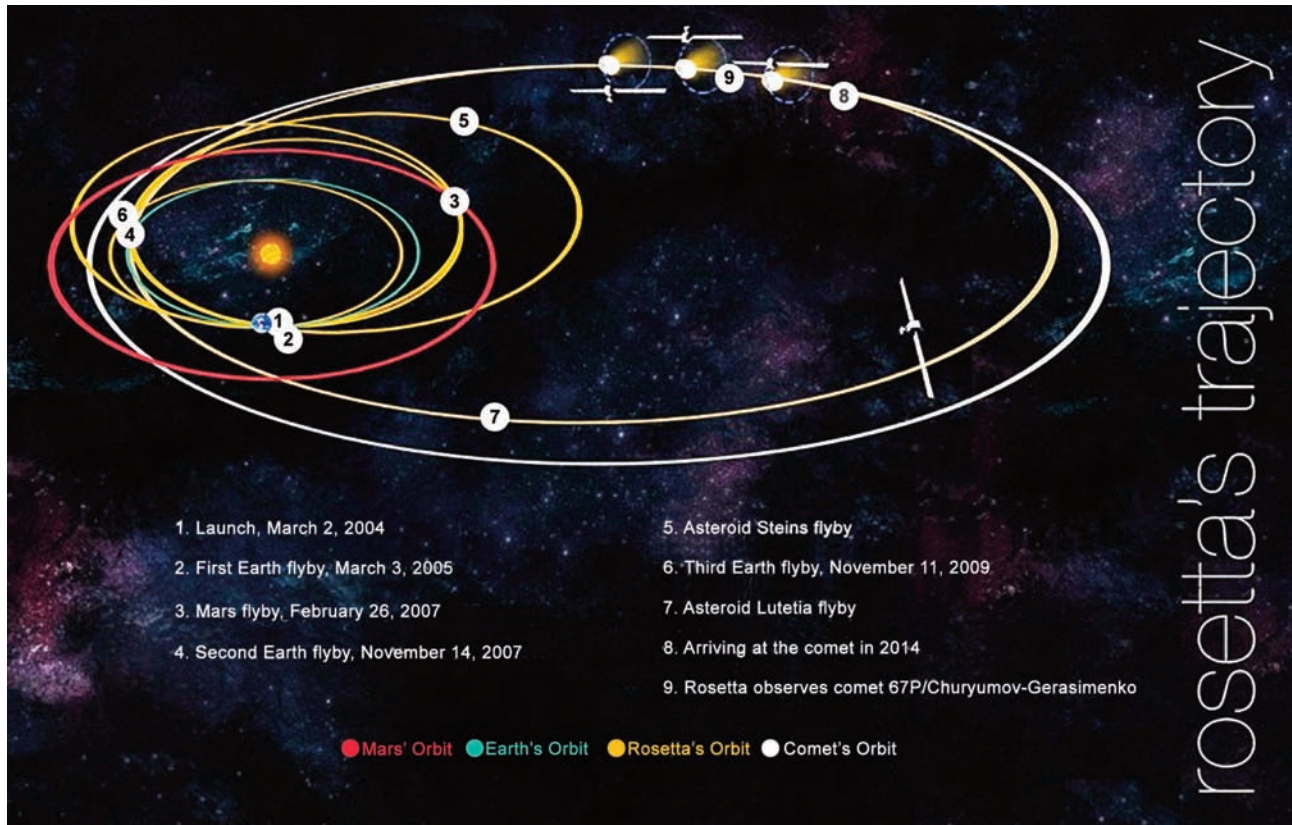 5
9
8
3
6
4
1
2
7
rosetta's trajectory
1. Launch, March 2, 2004
2. First Earth flyby, March 3, 2005
3. Mars flyby, February 26, 2007
4. Second Earth flyby, November 14, 2007
5. Asteroid Steins flyby
6. Third Earth flyby, November 11, 2009
7. Asteroid Lutetia flyby
8. Arriving at the comet in 2014
9. Rosetta observes comet 67P/Churyumov-Gerasimenko
Mars' Orbit Earth's Orbit Rosetta's Orbit Comet's Orbit